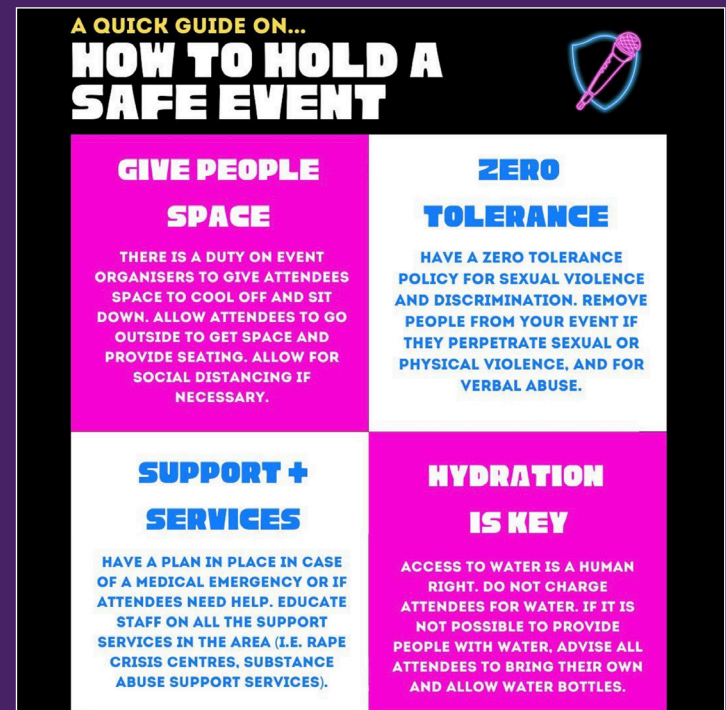 A QUICK GUIDE ON...
HOW TO HOLD A
SAFE EVENT
GIVE PEOPLE
SPACE
THERE IS A DUTY ON EVENT
ORGANISERS TO GIVE ATTENDEES
SPACE TO COOL OFF AND SIT
DOWN. ALLOW ATTENDEES TO GO
OUTSIDE TO GET SPACE AND
PROVIDE SEATING. ALLOW FOR
SOCIAL DISTANCING IF
NECESSARY.
ZERO
TOLERANCE
HAVE A ZERO TOLERANCE
POLICY FOR SEXUAL VIOLENCE
AND DISCRIMINATION. REMOVE
PEOPLE FROM YOUR EVENT IF
THEY PERPETRATE SEXUAL OR
PHYSICAL VIOLENCE, AND FOR
VERBAL ABUSE.
SUPPORT +
SERVICES
HAVE A PLAN IN PLACE IN CASE
OF A MEDICAL EMERGENCY OR IF
ATTENDEES NEED HELP. EDUCATE
STAFF ON ALL THE SUPPORT
SERVICES IN THE AREA (I.E. RAPE
CRISIS CENTRES, SUBSTANCE
ABUSE SUPPORT SERVICES).
HYDRATION
IS KEY
ACCESS TO WATER IS A HUMAN
RIGHT. DO NOT CHARGE
ATTENDEES FOR WATER. IF IT IS
NOT POSSIBLE TO PROVIDE
PEOPLE WITH WATER, ADVISE ALL
ATTENDEES TO BRING THEIR OWN
AND ALLOW WATER BOTTLES.